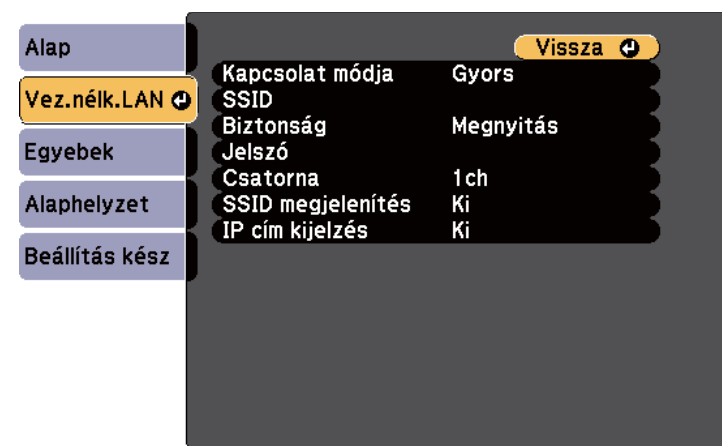 Alap
Vez.nélk.LAN
Egyebek
Alaphelyzet
Beállítás kész
Vissza
Kapcsolat módja Gyors
SSID
Biztonság Megnyitás
Jelszó
Csatorna 1ch
SSID megjelenítés Ki
IP cím kijelzés Ki